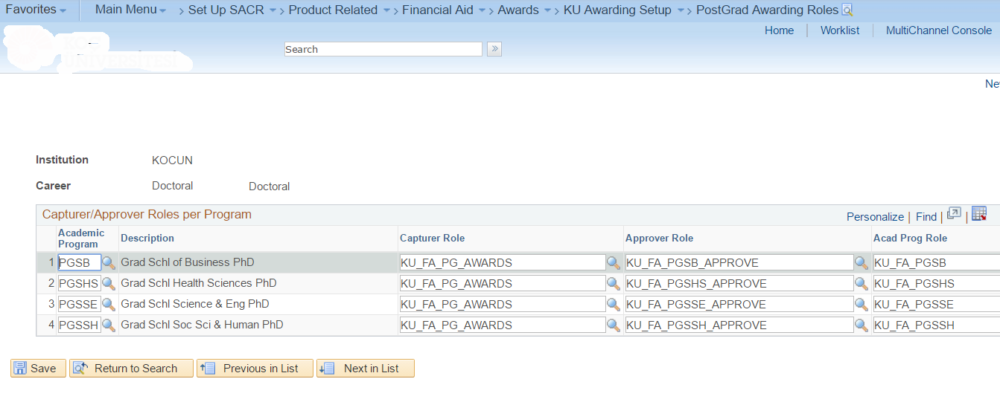 Favorites Main Menu > Set Up SACR > Product Related > Financial Aid > Awards > KU Awarding Setup > PostGrad Awarding Roles
Home | Worklist | MultiChannel Console
Search »
Institution KOCUN
Career Doctoral Doctoral
Capturer/Approver Roles per Program Personalize | Find | |
Academic Program Description Capturer Role Approver Role Acad Prog Role
1 PGSB Grad Schl of Business PhD KU_FA_PG_AWARDS KU_FA_PGSB_APPROVE KU_FA_PGSB
2 PGSHS Grad Schl Health Sciences PhD KU_FA_PG_AWARDS KU_FA_PGSHS_APPROVE KU_FA_PGSHS
3 PGSSE Grad Schl Science & Eng PhD KU_FA_PG_AWARDS KU_FA_PGSSE_APPROVE KU_FA_PGSSE
4 PGSSH Grad Schl Soc Sci & Human PhD KU_FA_PG_AWARDS KU_FA_PGSSH_APPROVE KU_FA_PGSSH
Save Return to Search Previous in List Next in List